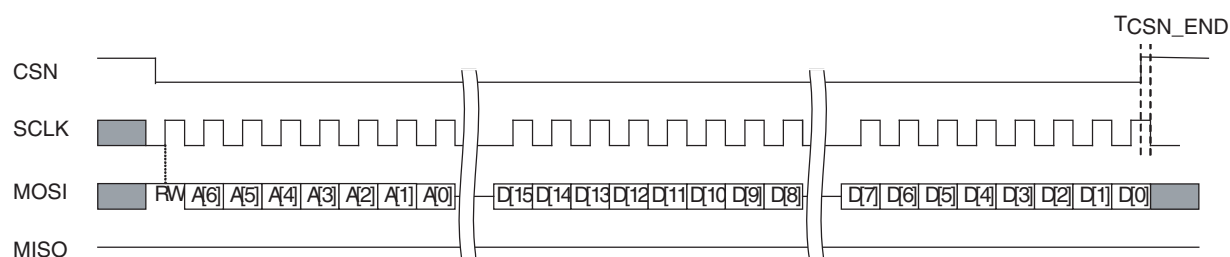 TCSN_END
CSN
SCLK
MOSI RW A[6] A[5] A[4] A[3] A[2] A[1] A[0] D[15 D[14 D[13 D[12 D[11 D[10 D[9] D[8] D[7] D[6] D[5] D[4] D[3] D[2] D[1] D[0]
MISO